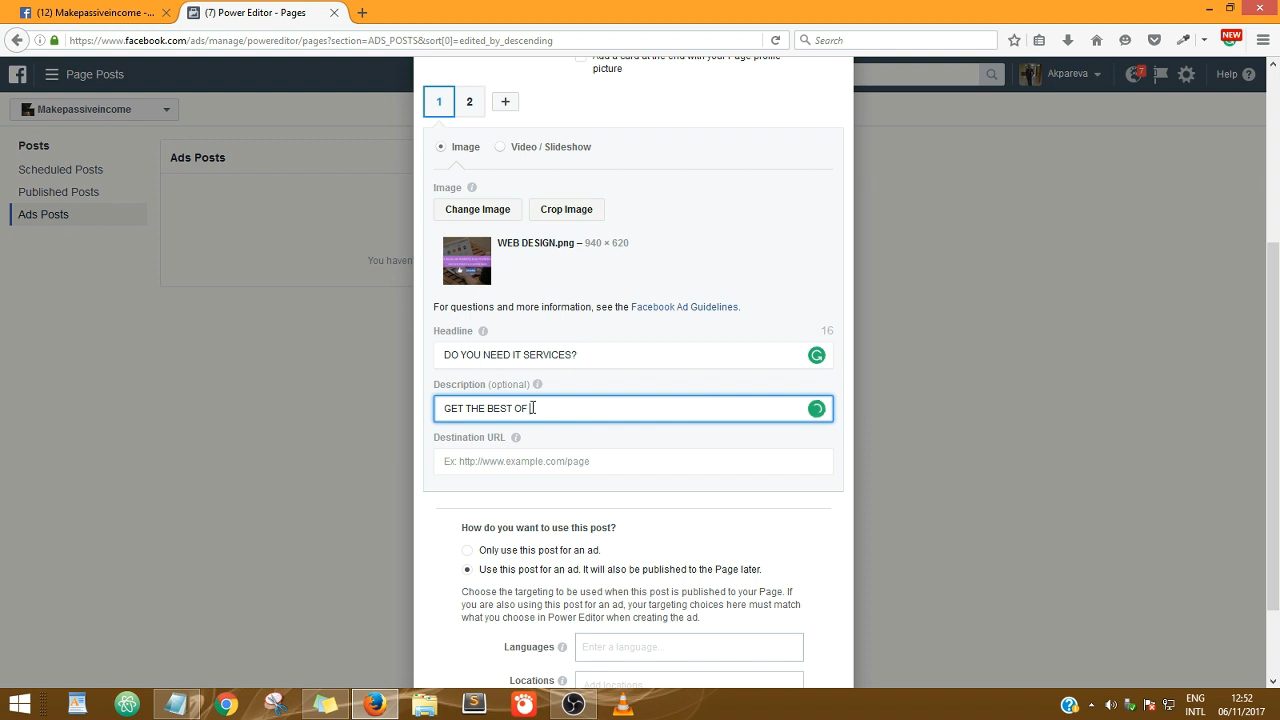 (12) Makepassiveincome -...
(7) Power Editor - Pages
https://www.facebook.com/ads/manage/powereditor/pages?section=ADS_POSTS&sort[0]=edited_by_descending
Search
NEW
Page Posts
Akpareva
7
Help
Makepassiveincome
Posts
Scheduled Posts
Published Posts
Ads Posts
Ads Posts
You haven
Add a card at the end with your Page profile
picture
1
2
+
Image
Video / Slideshow
Image
Change Image
Crop Image
WEB DESIGN.png – 940 × 620
For questions and more information, see the Facebook Ad Guidelines.
Headline
16
DO YOU NEED IT SERVICES?
Description (optional)
GET THE BEST OF
Destination URL
Ex: http://www.example.com/page
How do you want to use this post?
Only use this post for an ad.
Use this post for an ad. It will also be published to the Page later.
Choose the targeting to be used when this post is published to your Page. If
you are also using this post for an ad, your targeting choices here must match
what you choose in Power Editor when creating the ad.
Languages
Enter a language...
Locations
Add locations
ENG
INTL
12:52
06/11/2017